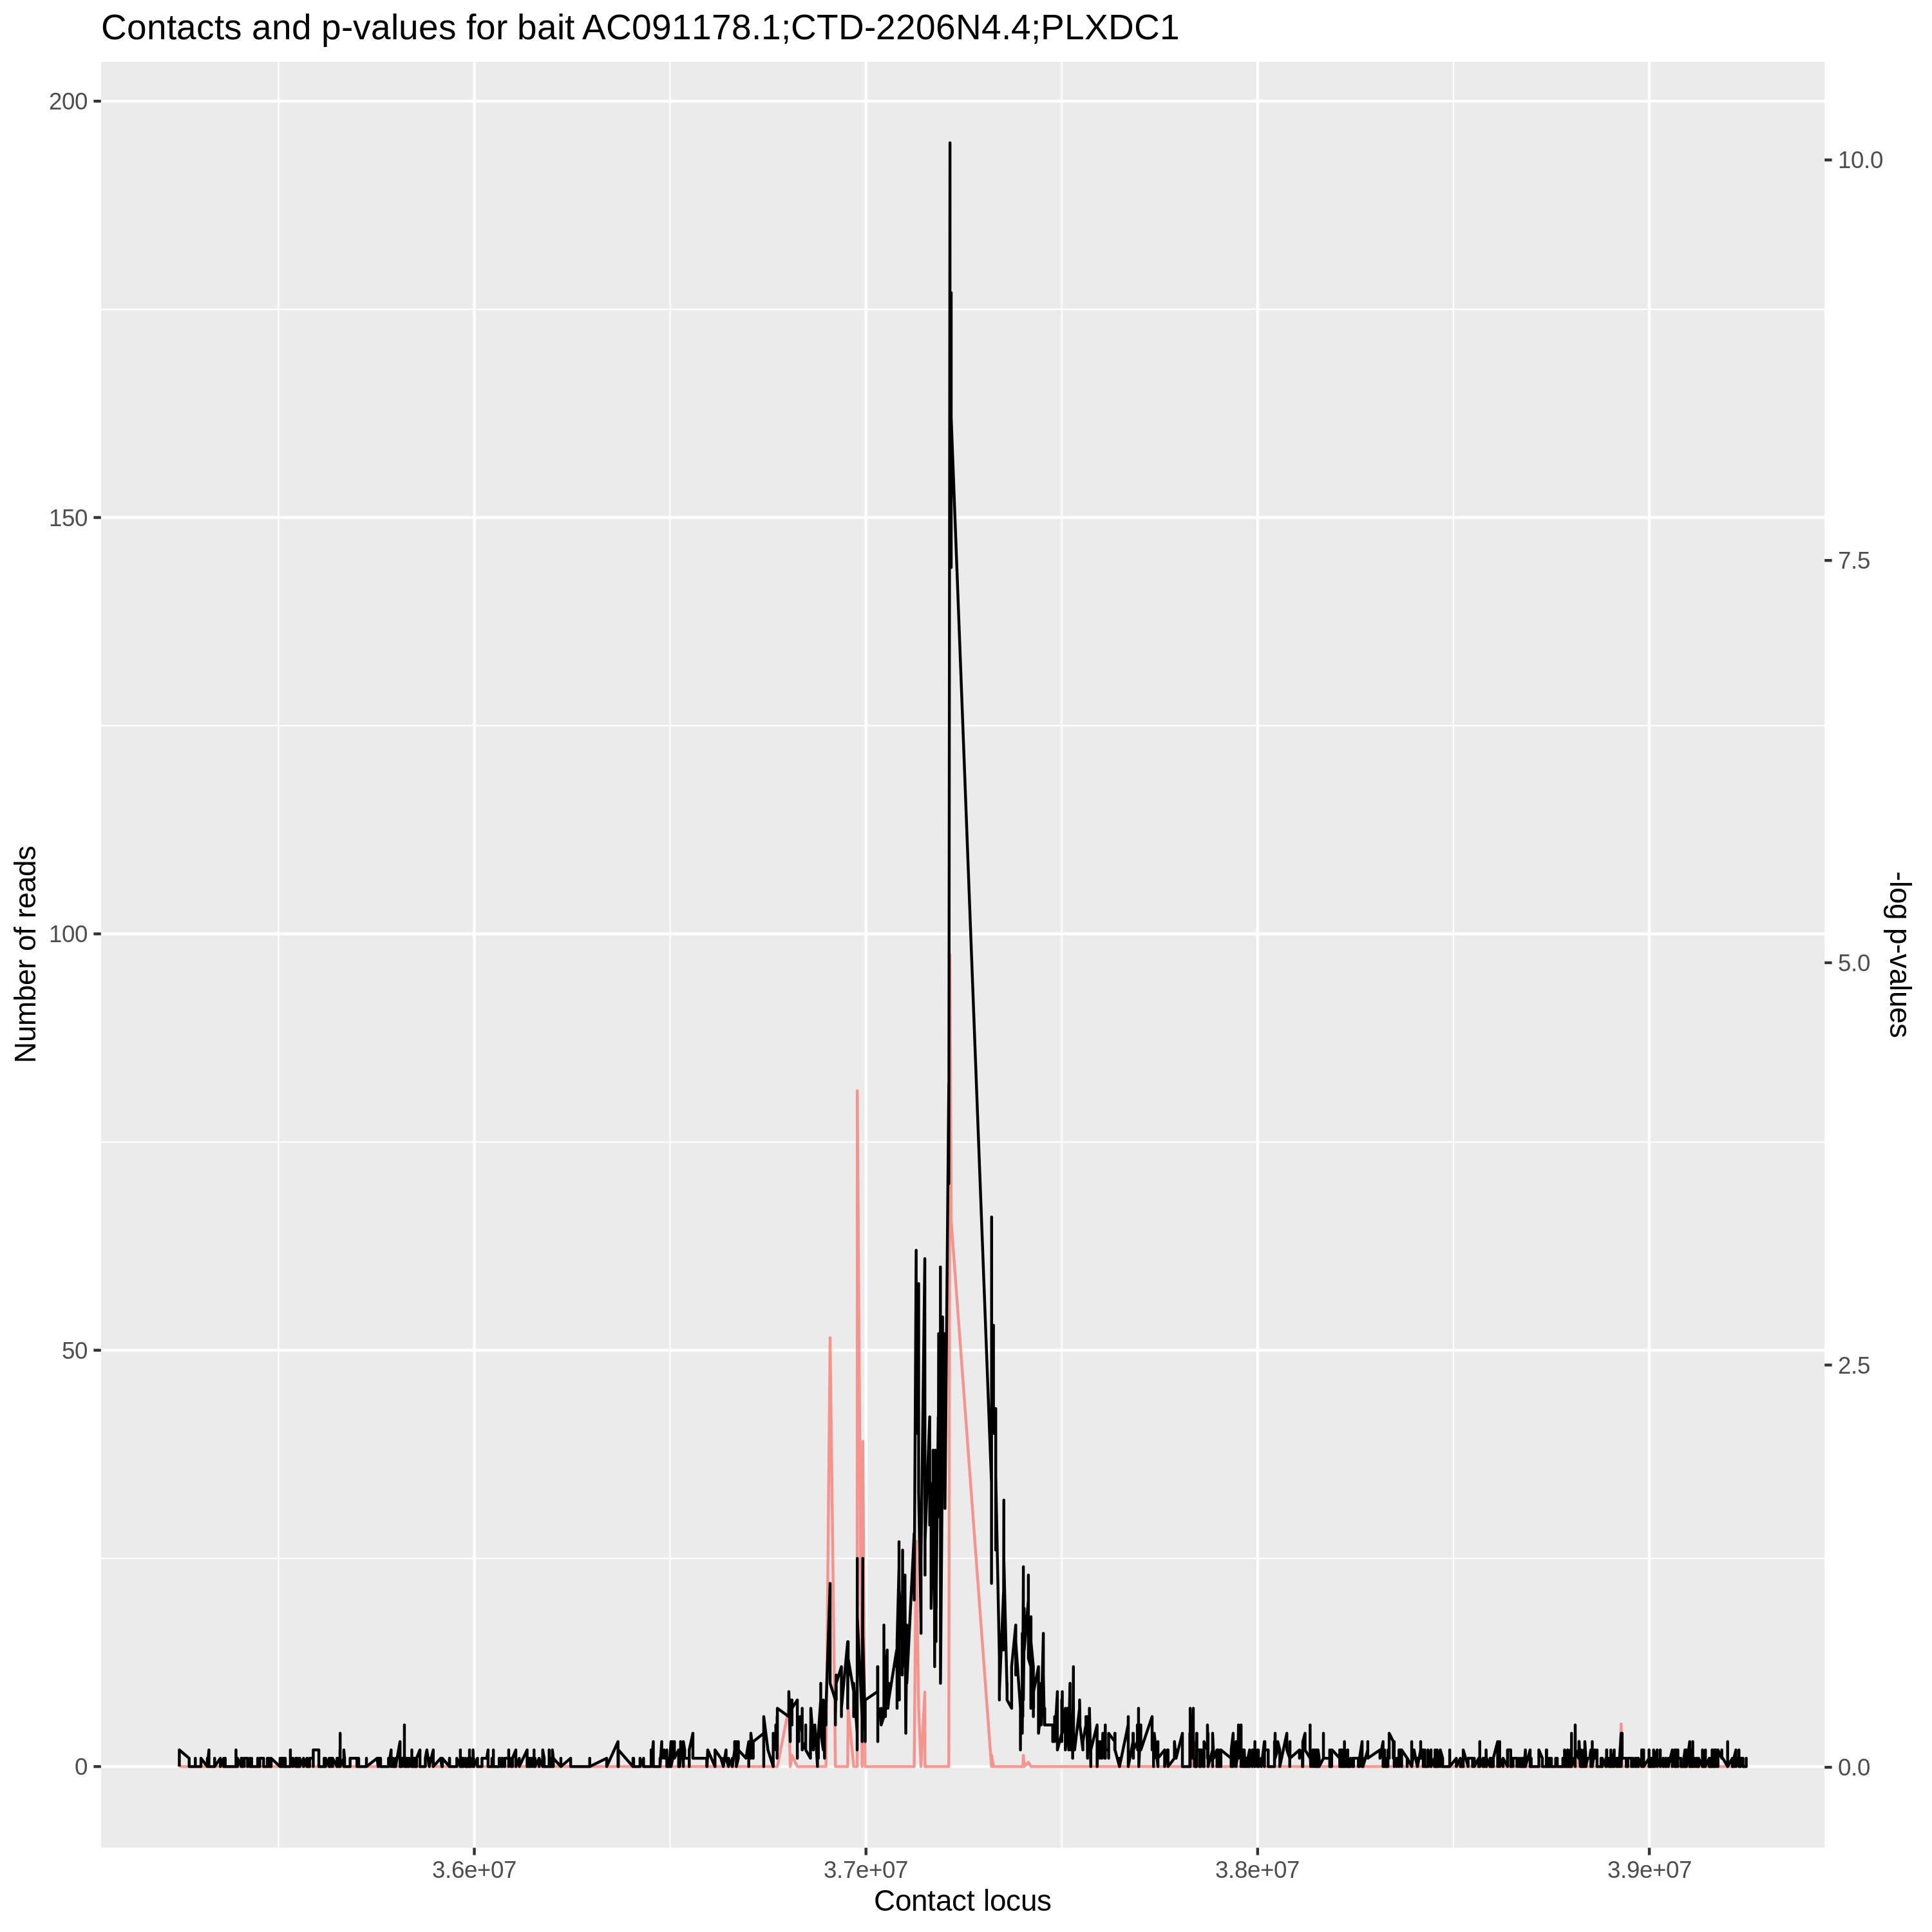 Contacts and p-values for bait AC091178.1;CTD-2206N4.4;PLXDC1
200
150
100
50
0
Number of reads
10.0
7.5
5.0
2.5
0.0
-log p-values
3.6e+07
3.7e+07
3.8e+07
3.9e+07
Contact locus